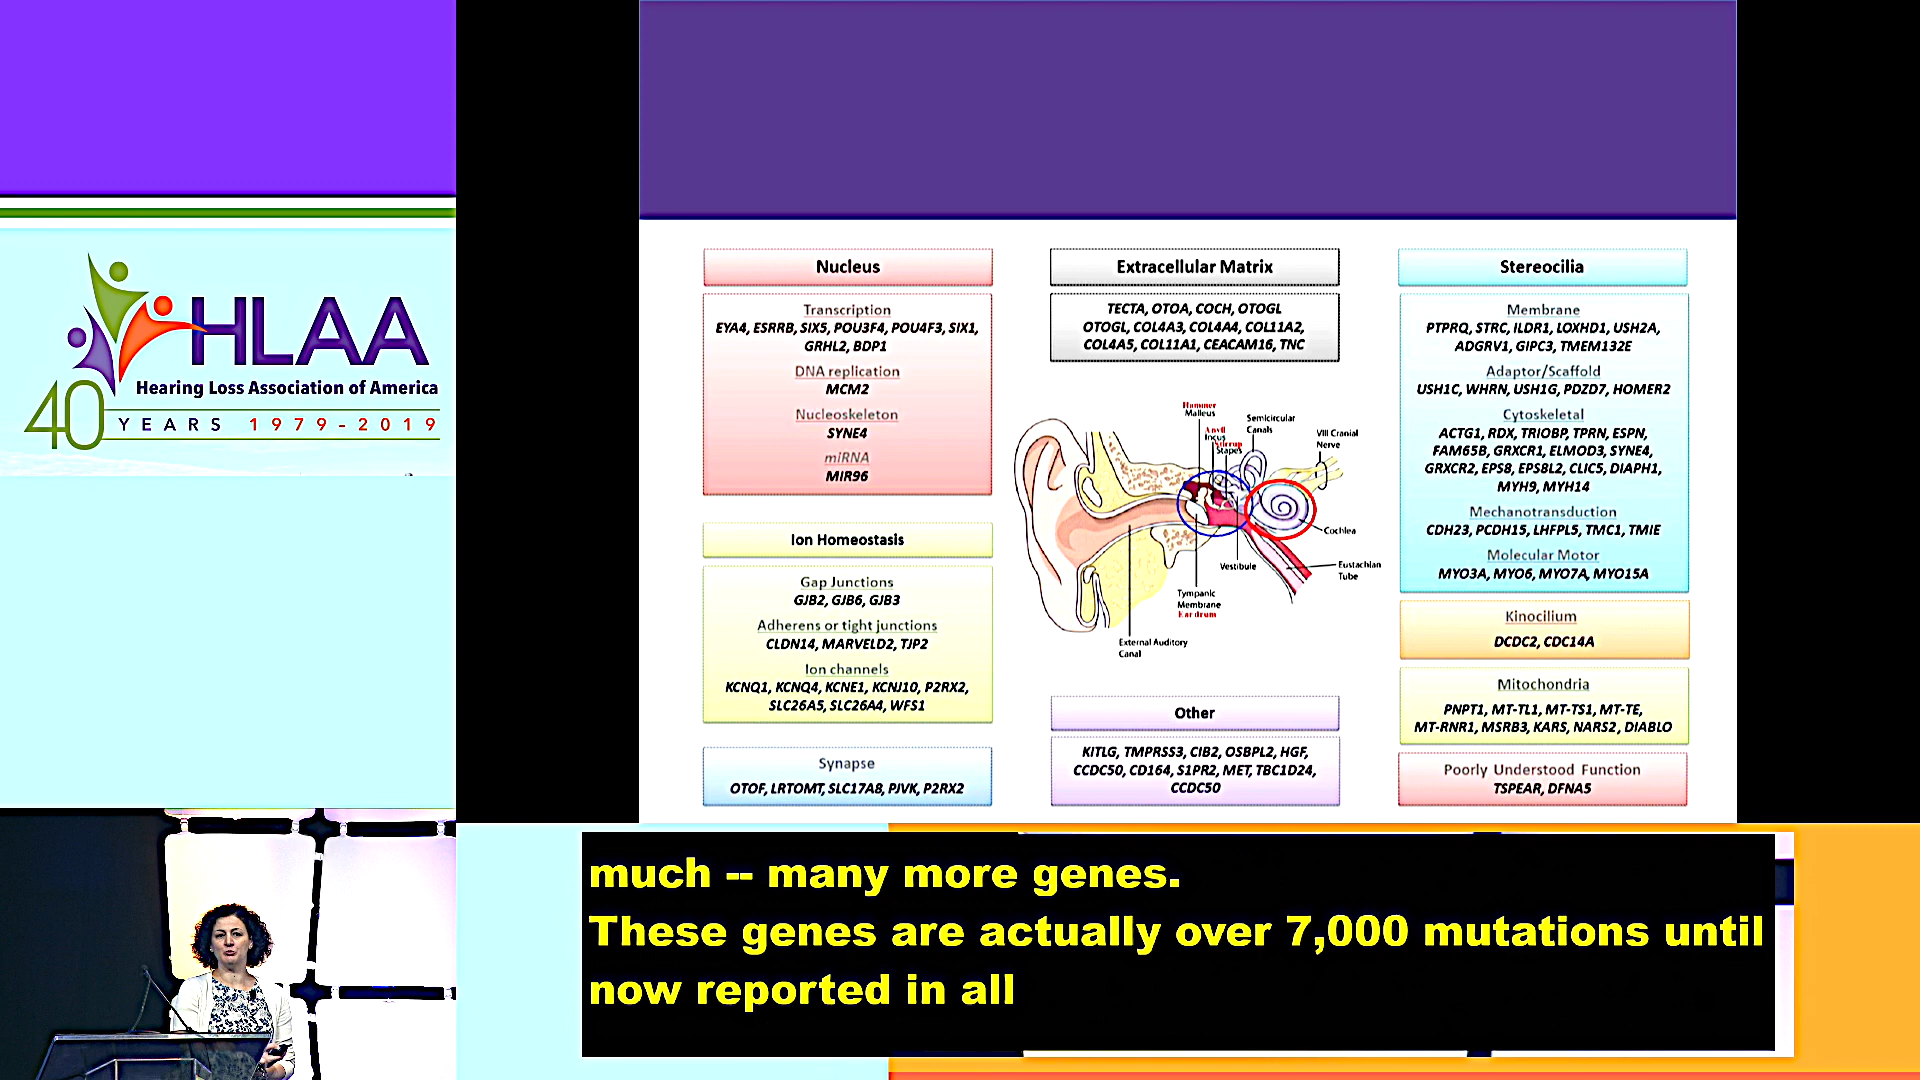 HLAA
Hearing Loss Association of America
40
YEARS 1979-2019
Nucleus
Transcription
EYA4, ESRRB, SIX5, POU3F4, POU4F3, SIX1,
GRHL2, BDP1
DNA replication
MCM2
Nucleoskeleton
SYNE4
miRNA
MIR96
Ion Homeostasis
Gap Junctions
GJB2, GJB6, GJB3
Adherens or tight junctions
CLDN14, MARVELD2, TJP2
Ion channels
KCNQ1, KCNQ4, KCNE1, KCNJ10, P2RX2,
SLC26A5, SLC26A4, WFS1
Synapse
OTOF, LRTOMT, SLC17A8, PJVK, P2RX2
Extracellular Matrix
TECTA, OTOA, COCH, OTOGL
OTOGL, COL4A3, COL4A4, COL11A2,
COL4A5, COL11A1, CEACAM16, TNC
Hammer
Malleus
Anvil
Incus
Stirrup
Stapes
Semicircular
Canals
VIII Cranial
Nerve
Cochlea
Vestibule
Eustachian
Tube
Tympanic
Membrane
Eardrum
External Auditory
Canal
Other
KITLG, TMPRSS3, CIB2, OSBPL2, HGF,
CCDC50, CD164, S1PR2, MET, TBC1D24,
CCDC50
Stereocilia
Membrane
PTPRQ, STRC, ILDR1, LOXHD1, USH2A,
ADGRV1, GIPC3, TMEM132E
Adaptor/Scaffold
USH1C, WHRN, USH1G, PDZD7, HOMER2
Cytoskeletal
ACTG1, RDX, TRIOBP, TPRN, ESPN,
FAM65B, GRXCR1, ELMOD3, SYNE4,
GRXCR2, EPS8, EPS8L2, CLIC5, DIAPH1,
MYH9, MYH14
Mechanotransduction
CDH23, PCDH15, LHFPL5, TMC1, TMIE
Molecular Motor
MYO3A, MYO6, MYO7A, MYO15A
Kinocilium
DCDC2, CDC14A
Mitochondria
PNPT1, MT-TL1, MT-TS1, MT-TE,
MT-RNR1, MSRB3, KARS, NARS2, DIABLO
Poorly Understood Function
TSPEAR, DFNA5
much -- many more genes.
These genes are actually over 7,000 mutations until
now reported in all